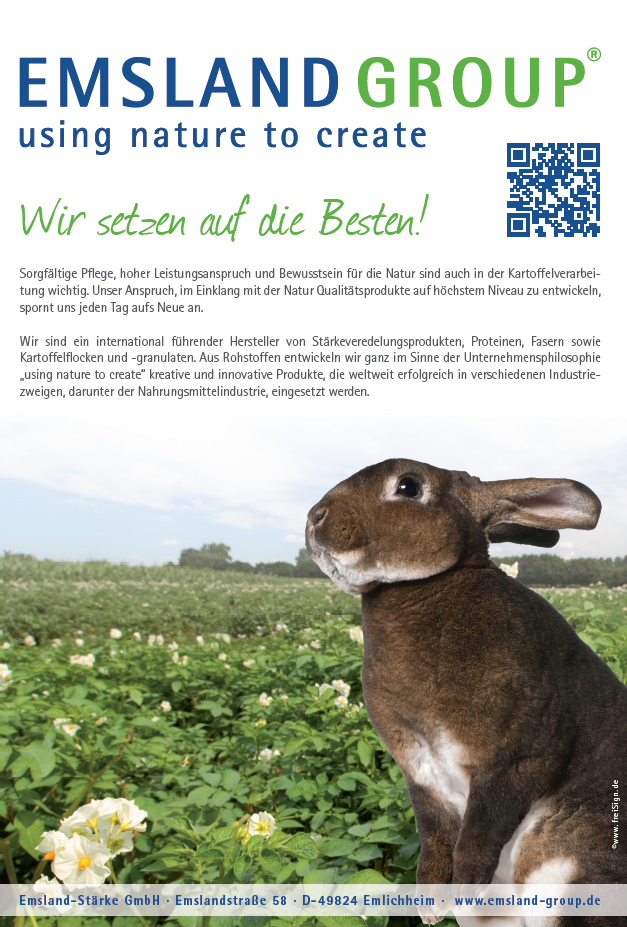 EMSLAND GROUP®
using nature to create
Wir setzen auf die Besten!
Sorgfältige Pflege, hoher Leistungsanspruch und Bewusstsein für die Natur sind auch in der Kartoffelverarbei-
tung wichtig. Unser Anspruch, im Einklang mit der Natur Qualitätsprodukte auf höchstem Niveau zu entwickeln,
spornt uns jeden Tag aufs Neue an.
Wir sind ein international führender Hersteller von Stärkeveredelungsprodukten, Proteinen, Fasern sowie
Kartoffelflocken und -granulaten. Aus Rohstoffen entwickeln wir ganz im Sinne der Unternehmensphilosophie
„using nature to create“ kreative und innovative Produkte, die weltweit erfolgreich in verschiedenen Industrie-
zweigen, darunter der Nahrungsmittelindustrie, eingesetzt werden.
©www.freiSign.de
Emsland-Stärke GmbH · Emslandstraße 58 · D-49824 Emlichheim · www.emsland-group.de